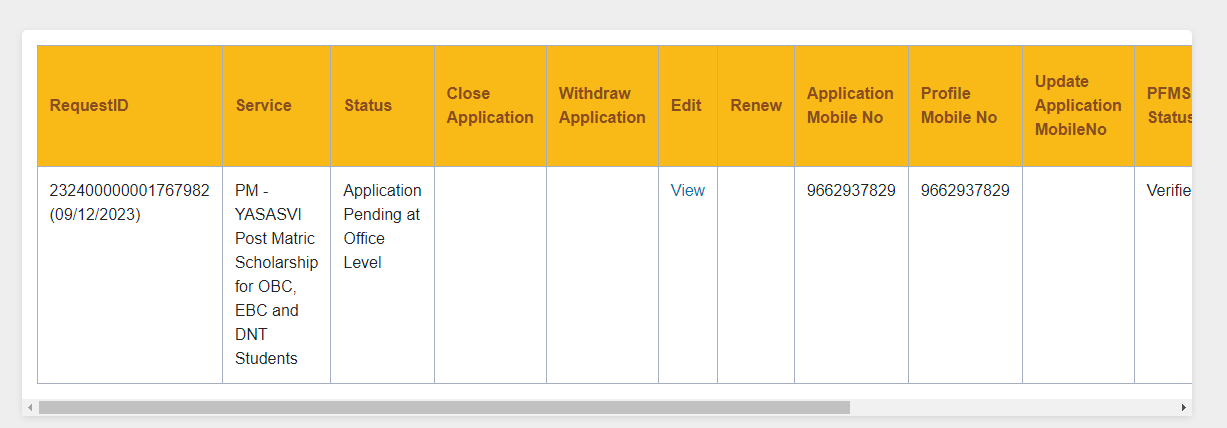 RequestID
Service
Status
Close
Application
Withdraw
Application
Edit
Renew
Application
Mobile No
Profile
Mobile No
Update
Application
MobileNo
PFMS
Status
232400000001767982
(09/12/2023)
PM -
YASASVI
Post Matric
Scholarship
for OBC,
EBC and
DNT
Students
Application
Pending at
Office
Level
View
9662937829
9662937829
Verifie